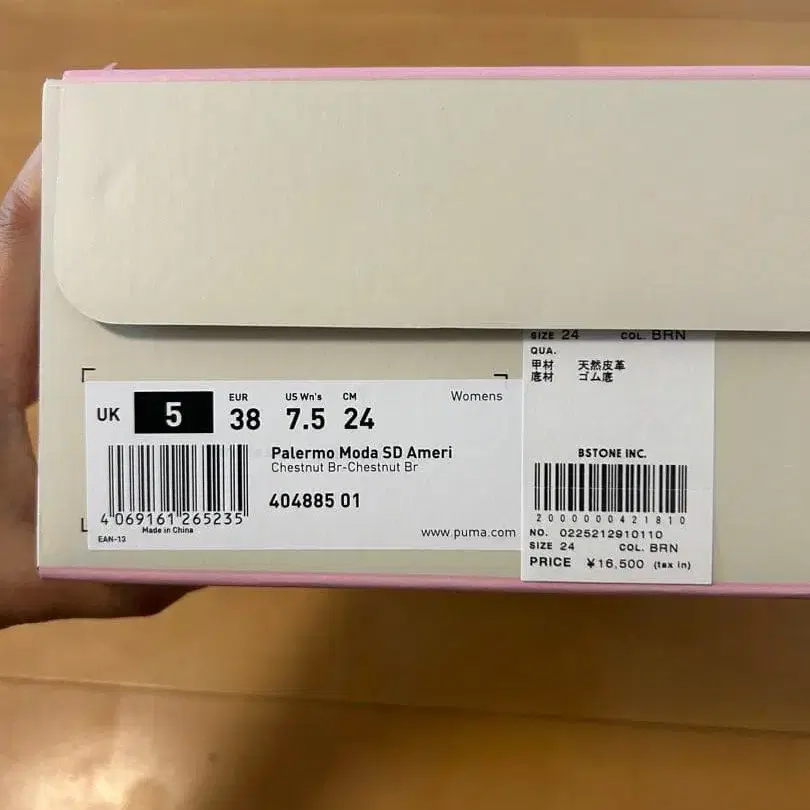 UK 5
EUR 38
US Wn's 7.5
CM 24
Womens
Palermo Moda SD Ameri
Chestnut Br-Chestnut Br
404885 01
4 069161 265235
Made in China
EAN-13
www.puma.com
SIZE 24 COL. BRN
QUA.
甲材 天然皮革
底材 ゴム底
BSTONE INC.
2000000421810
NO. 0225212910110
SIZE 24 COL. BRN
PRICE ¥16,500 (tax in)